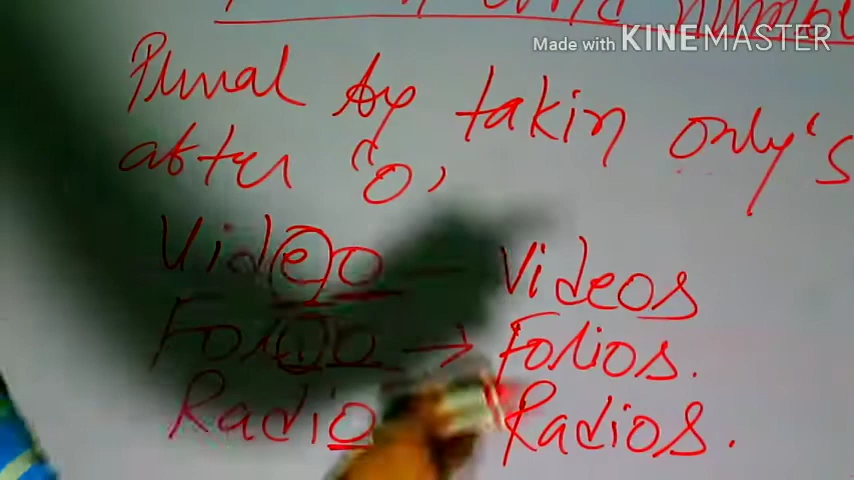 Made with KINEMASTER
Plural by takin only 's
after 'o'
Video - Videos
Folio → Folios.
Radio Radios.